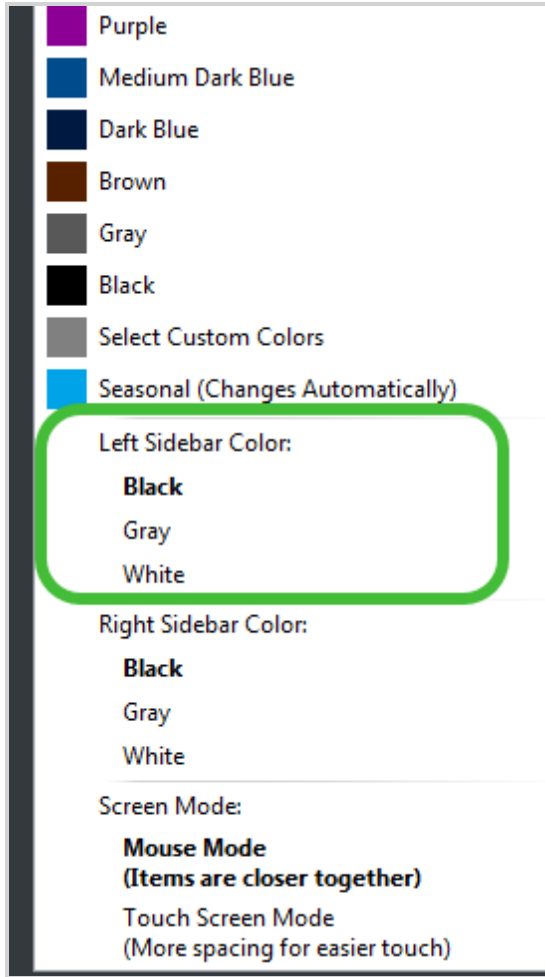 Purple
Medium Dark Blue
Dark Blue
Brown
Gray
Black
Select Custom Colors
Seasonal (Changes Automatically)
Left Sidebar Color:
Black
Gray
White
Right Sidebar Color:
Black
Gray
White
Screen Mode:
Mouse Mode
(Items are closer together)
Touch Screen Mode
(More spacing for easier touch)